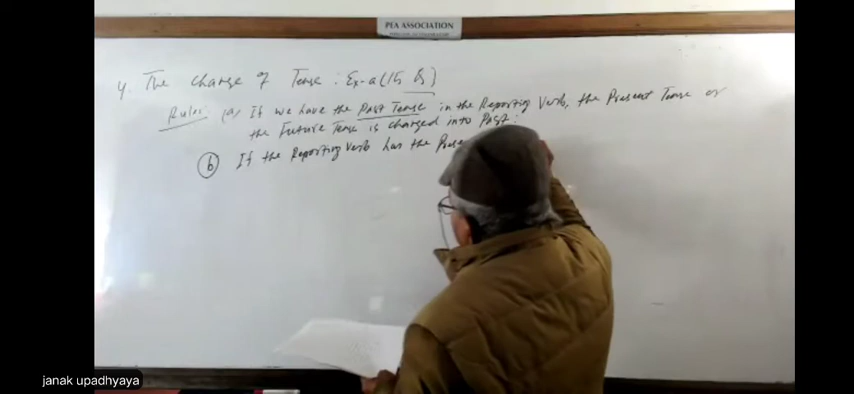 PEA ASSOCIATION
4. The change of Tense : Ex-a (15 Qs)
Rules (a) If we have the Past Tense in the Reporting Verb, the Present Tense or
the Future Tense is changed into Past.
(b) If the Reporting Verb has the Prese
janak upadhyaya